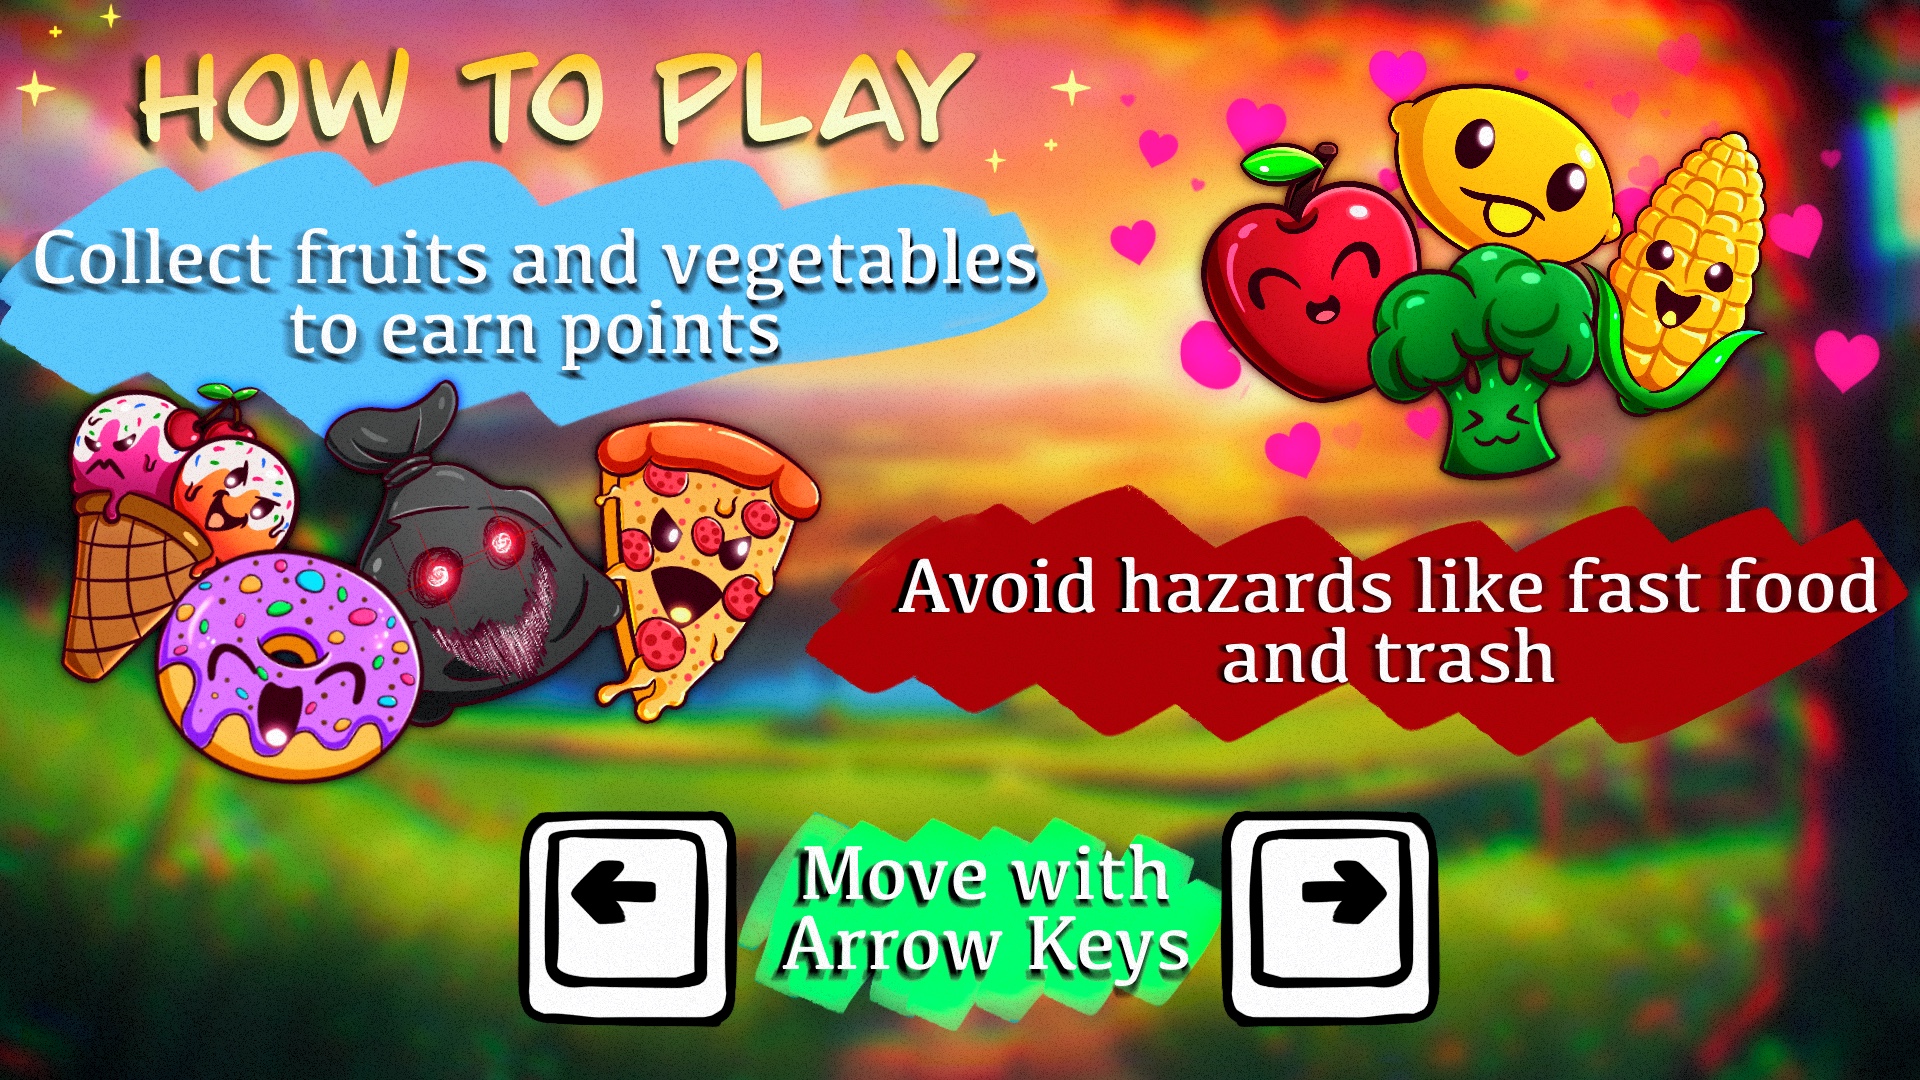 HOW TO PLAY
Collect fruits and vegetables
to earn points
Avoid hazards like fast food
and trash
Move with
Arrow Keys